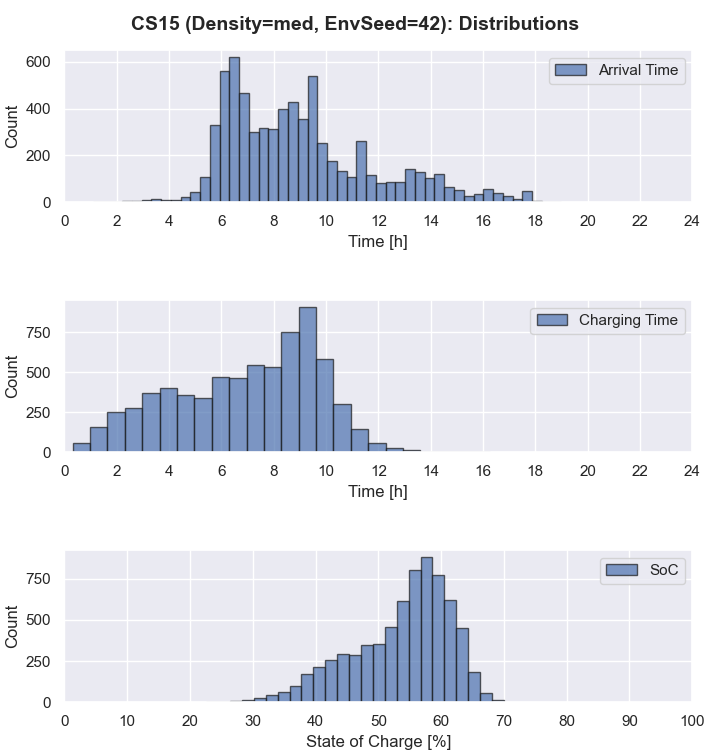 CS15 (Density=med, EnvSeed=42): Distributions
600
400
200
0
Count
Arrival Time
0 2 4 6 8 10 12 14 16 18 20 22 24
Time [h]
750
500
250
0
Count
Charging Time
0 2 4 6 8 10 12 14 16 18 20 22 24
Time [h]
750
500
250
0
Count
SoC
0 10 20 30 40 50 60 70 80 90 100
State of Charge [%]